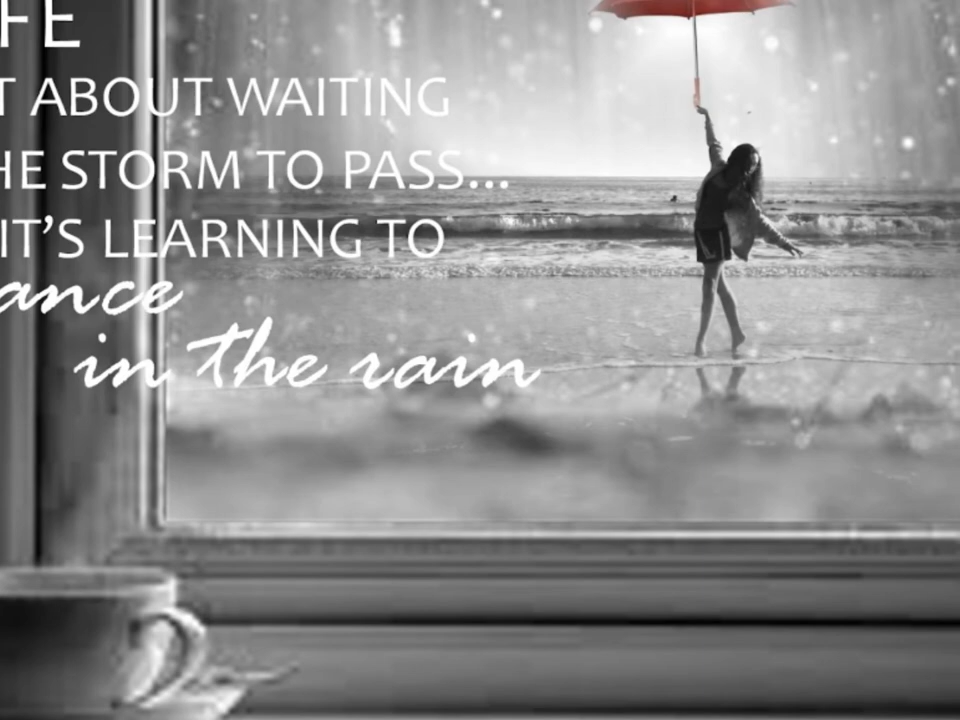 FE
T ABOUT WAITING
HE STORM TO PASS...
IT'S LEARNING TO
ance
in the rain